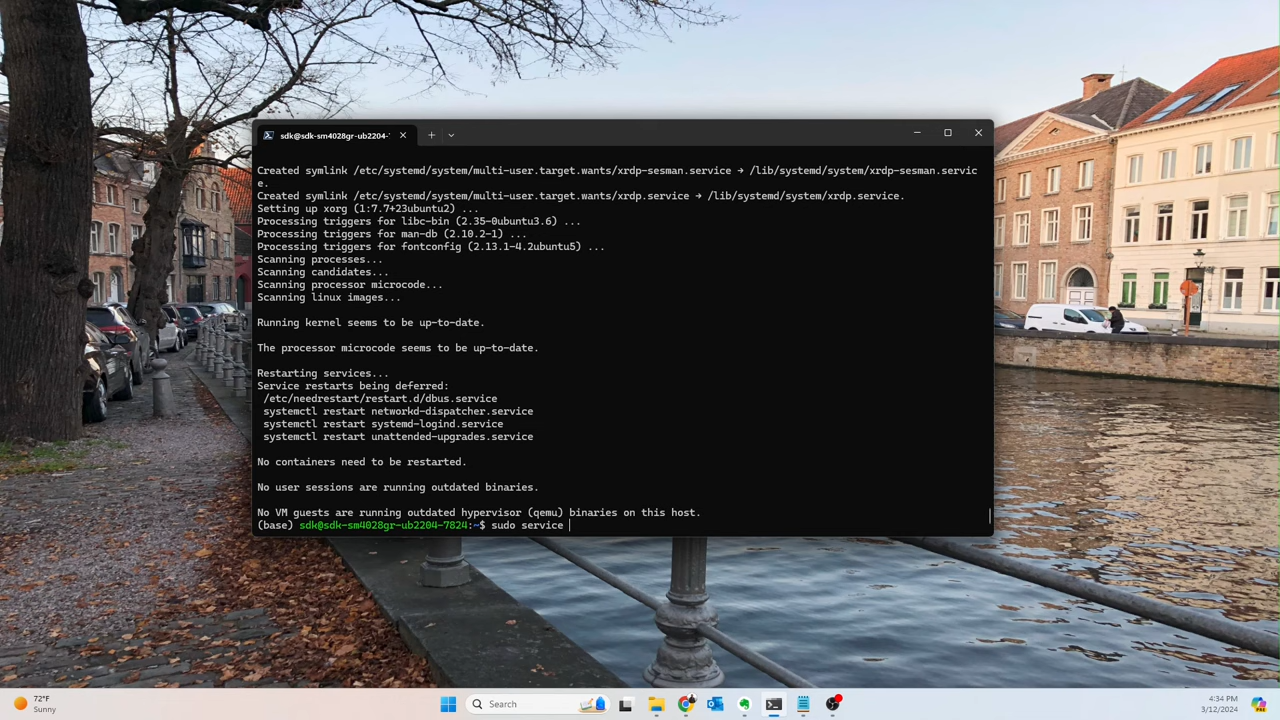 sdk@sdk-sm4028gr-ub2204-
Created symlink /etc/systemd/system/multi-user.target.wants/xrdp-sesman.service → /lib/systemd/system/xrdp-sesman.servic
e.
Created symlink /etc/systemd/system/multi-user.target.wants/xrdp.service → /lib/systemd/system/xrdp.service.
Setting up xorg (1:7.7+23ubuntu2) ...
Processing triggers for libc-bin (2.35-0ubuntu3.6) ...
Processing triggers for man-db (2.10.2-1) ...
Processing triggers for fontconfig (2.13.1-4.2ubuntu5) ...
Scanning processes...
Scanning candidates...
Scanning processor microcode...
Scanning linux images...
Running kernel seems to be up-to-date.
The processor microcode seems to be up-to-date.
Restarting services...
Service restarts being deferred:
/etc/needrestart/restart.d/dbus.service
systemctl restart networkd-dispatcher.service
systemctl restart systemd-logind.service
systemctl restart unattended-upgrades.service
No containers need to be restarted.
No user sessions are running outdated binaries.
No VM guests are running outdated hypervisor (qemu) binaries on this host.
(base) sdk@sdk-sm4028gr-ub2204-7824:~$ sudo service
72°F
Sunny
Search
4:34 PM
3/12/2024